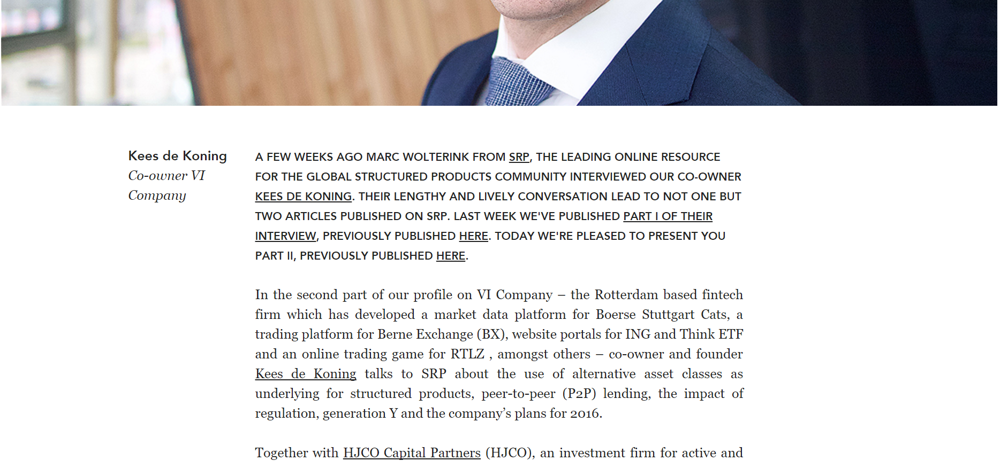 Kees de Koning
Co-owner VI
Company
A FEW WEEKS AGO MARC WOLTERINK FROM SRP, THE LEADING ONLINE RESOURCE
FOR THE GLOBAL STRUCTURED PRODUCTS COMMUNITY INTERVIEWED OUR CO-OWNER
KEES DE KONING. THEIR LENGTHY AND LIVELY CONVERSATION LEAD TO NOT ONE BUT
TWO ARTICLES PUBLISHED ON SRP. LAST WEEK WE'VE PUBLISHED PART I OF THEIR
INTERVIEW, PREVIOUSLY PUBLISHED HERE. TODAY WE'RE PLEASED TO PRESENT YOU
PART II, PREVIOUSLY PUBLISHED HERE.
In the second part of our profile on VI Company – the Rotterdam based fintech
firm which has developed a market data platform for Boerse Stuttgart Cats, a
trading platform for Berne Exchange (BX), website portals for ING and Think ETF
and an online trading game for RTLZ , amongst others – co-owner and founder
Kees de Koning talks to SRP about the use of alternative asset classes as
underlying for structured products, peer-to-peer (P2P) lending, the impact of
regulation, generation Y and the company’s plans for 2016.
Together with HJCO Capital Partners (HJCO), an investment firm for active and